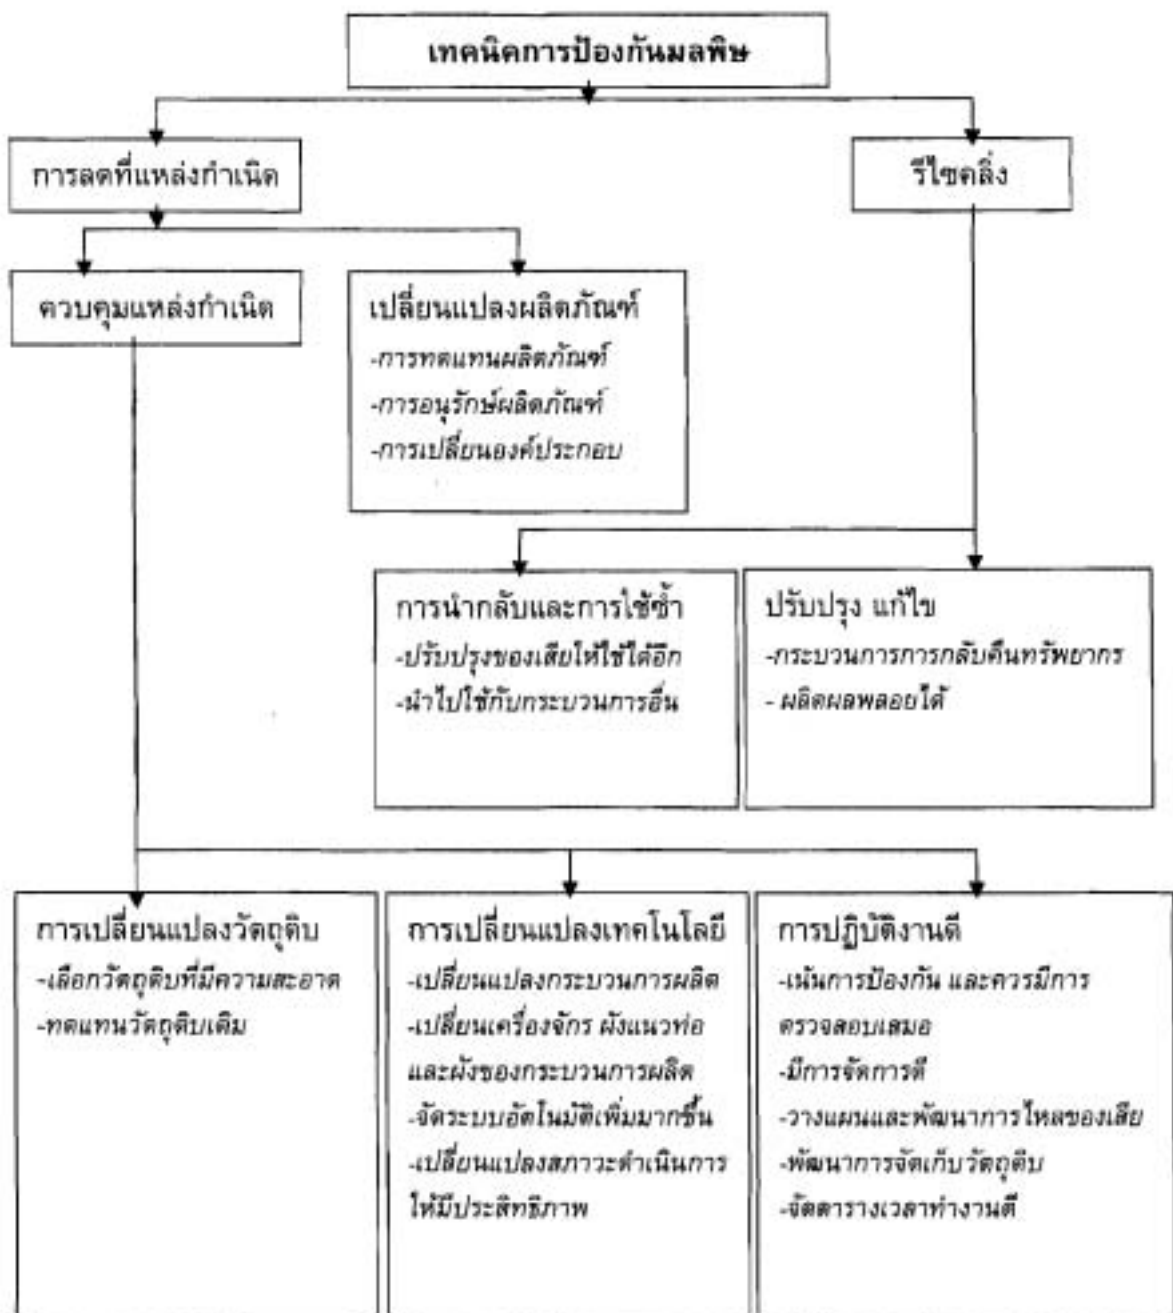 เทคนิคการป้องกันมลพิษ
การลดที่แหล่งกำเนิด
รีไซคลิ่ง
ควบคุมแหล่งกำเนิด
เปลี่ยนแปลงผลิตภัณฑ์
-การทดแทนผลิตภัณฑ์
-การอนุรักษ์ผลิตภัณฑ์
-การเปลี่ยนองค์ประกอบ
การนำกลับและการใช้ซ้ำ
-ปรับปรุงของเสียให้ใช้ได้อีก
-นำไปใช้กับกระบวนการอื่น
ปรับปรุง แก้ไข
-กระบวนการการกลับคืนทรัพยากร
- ผลิตผลพลอยได้
การเปลี่ยนแปลงวัตถุดิบ
-เลือกวัตถุดิบที่มีความสะอาด
-ทดแทนวัตถุดิบเดิม
การเปลี่ยนแปลงเทคโนโลยี
-เปลี่ยนแปลงกระบวนการผลิต
-เปลี่ยนเครื่องจักร ผังแนวท่อ
และผังของกระบวนการผลิต
-จัดระบบอัตโนมัติเพิ่มมากขึ้น
-เปลี่ยนแปลงสภาวะดำเนินการ
ให้มีประสิทธิภาพ
การปฏิบัติงานดี
-เน้นการป้องกัน และควรมีการ
ตรวจสอบเสมอ
-มีการจัดการดี
-วางแผนและพัฒนาการไหลของเสีย
-พัฒนาการจัดเก็บวัตถุดิบ
-จัดตารางเวลาทำงานดี